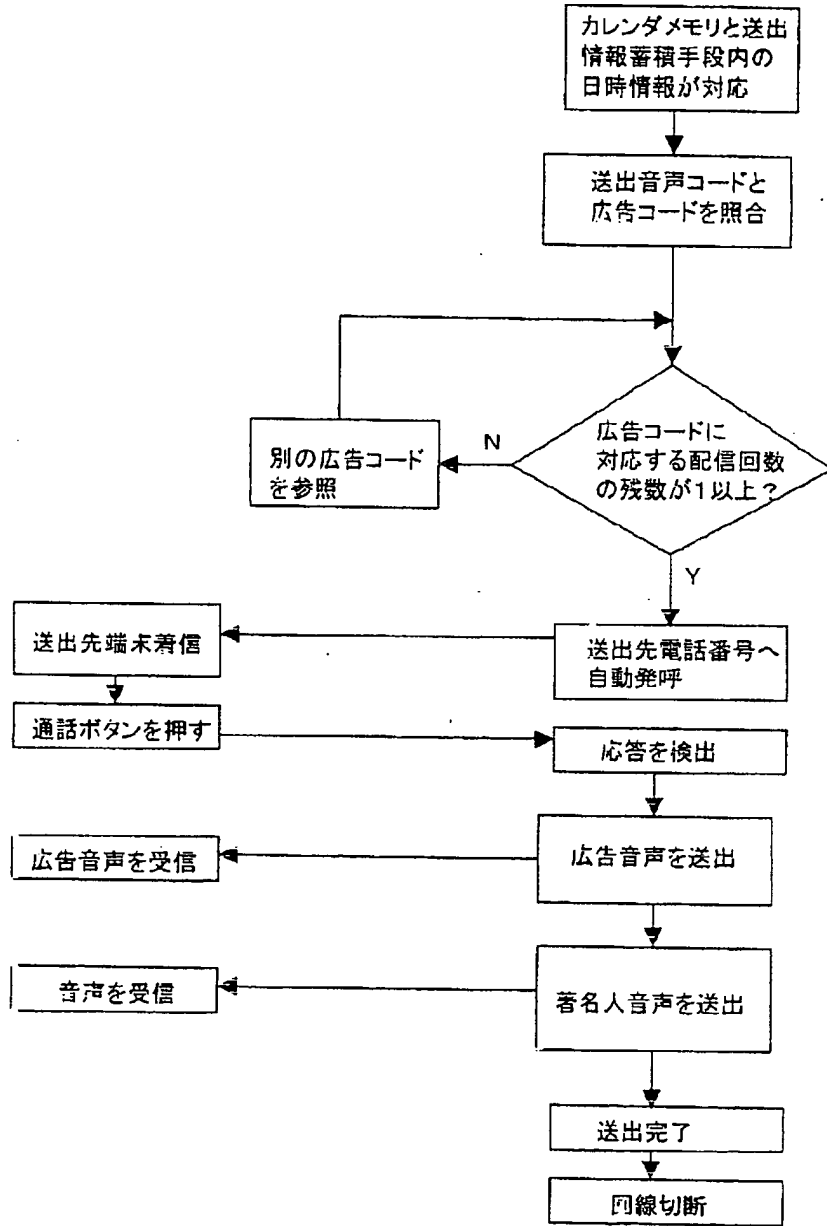 カレンダメモリと送出
情報蓄積手段内の
日時情報が対応
送出音声コードと
広告コードを照合
広告コードに
対応する配信回数
の残数が1以上?
N
別の広告コード
を参照
Y
送出先電話番号へ
自動発呼
送出先端末着信
通話ボタンを押す
応答を検出
広告音声を送出
広告音声を受信
著名人音声を送出
音声を受信
送出完了
回線切断